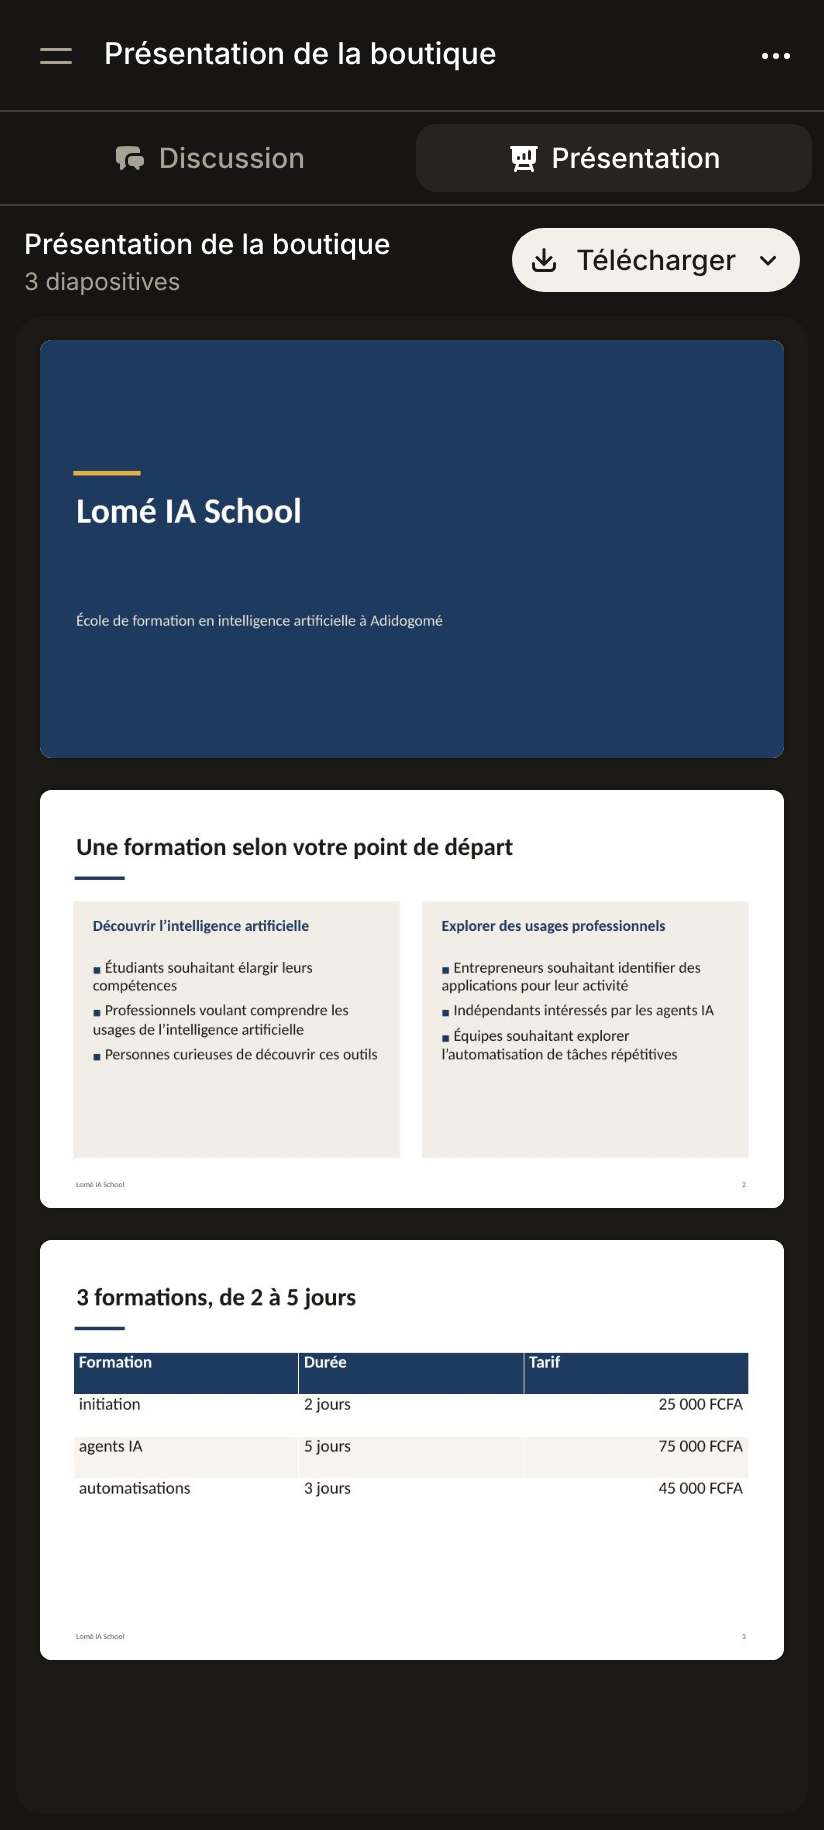 Présentation de la boutique
Discussion
Présentation
Présentation de la boutique
3 diapositives
Télécharger
Lomé IA School
École de formation en intelligence artificielle à Adidogomé
Une formation selon votre point de départ
Découvrir l’intelligence artificielle
■ Étudiants souhaitant élargir leurs
compétences
■ Professionnels voulant comprendre les
usages de l’intelligence artificielle
■ Personnes curieuses de découvrir ces outils
Explorer des usages professionnels
■ Entrepreneurs souhaitant identifier des
applications pour leur activité
■ Indépendants intéressés par les agents IA
■ Équipes souhaitant explorer
l’automatisation de tâches répétitives
Lomé IA School 2
3 formations, de 2 à 5 jours
Formation Durée Tarif
initiation 2 jours 25 000 FCFA
agents IA 5 jours 75 000 FCFA
automatisations 3 jours 45 000 FCFA
Lomé IA School 3